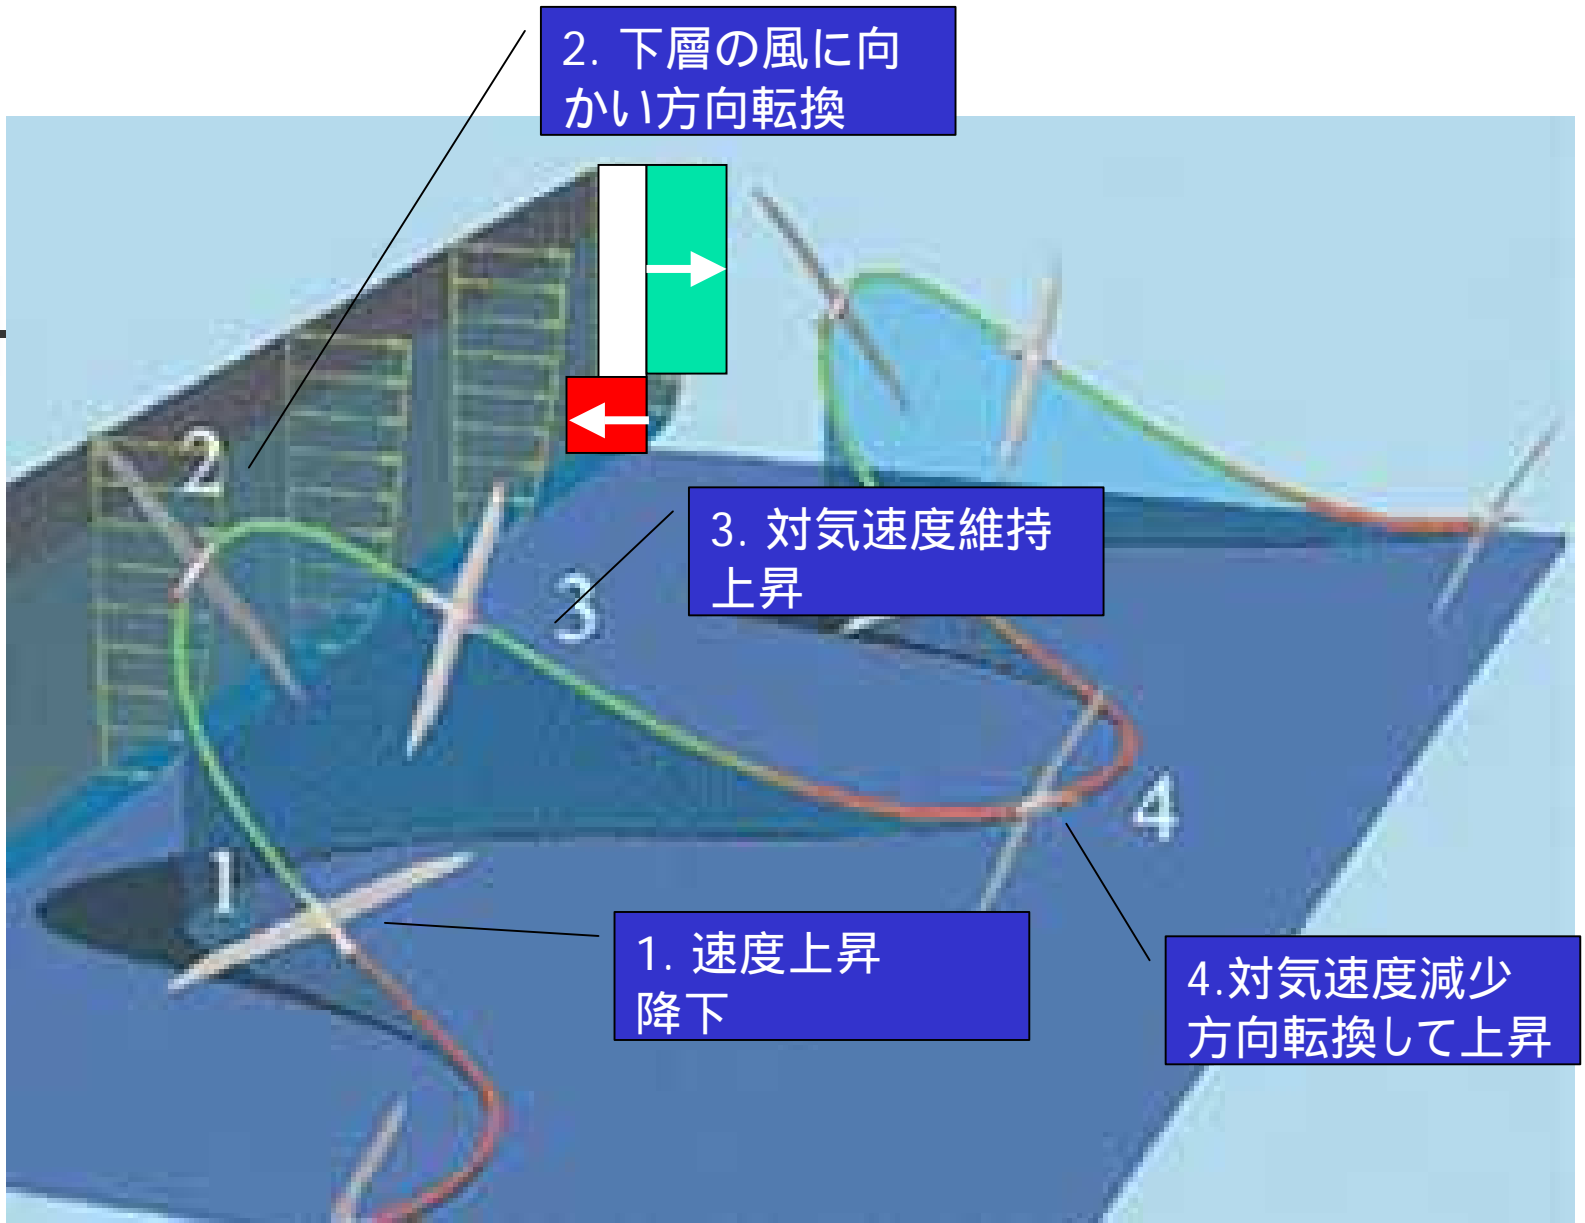 2. 下層の風に向
かい方向転換
2
3. 対気速度維持
上昇
3
4
1
1. 速度上昇
降下
4.対気速度減少
方向転換して上昇